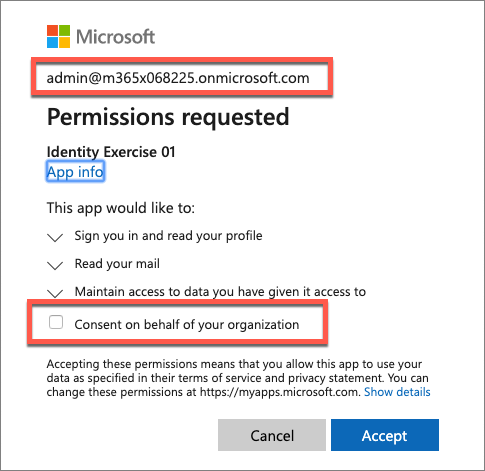 Microsoft
admin@m365x068225.onmicrosoft.com
Permissions requested
Identity Exercise 01
App info
This app would like to:
Sign you in and read your profile
Read your mail
Maintain access to data you have given it access to
Consent on behalf of your organization
Accepting these permissions means that you allow this app to use your
data as specified in their terms of service and privacy statement. You can
change these permissions at https://myapps.microsoft.com. Show details
Cancel
Accept